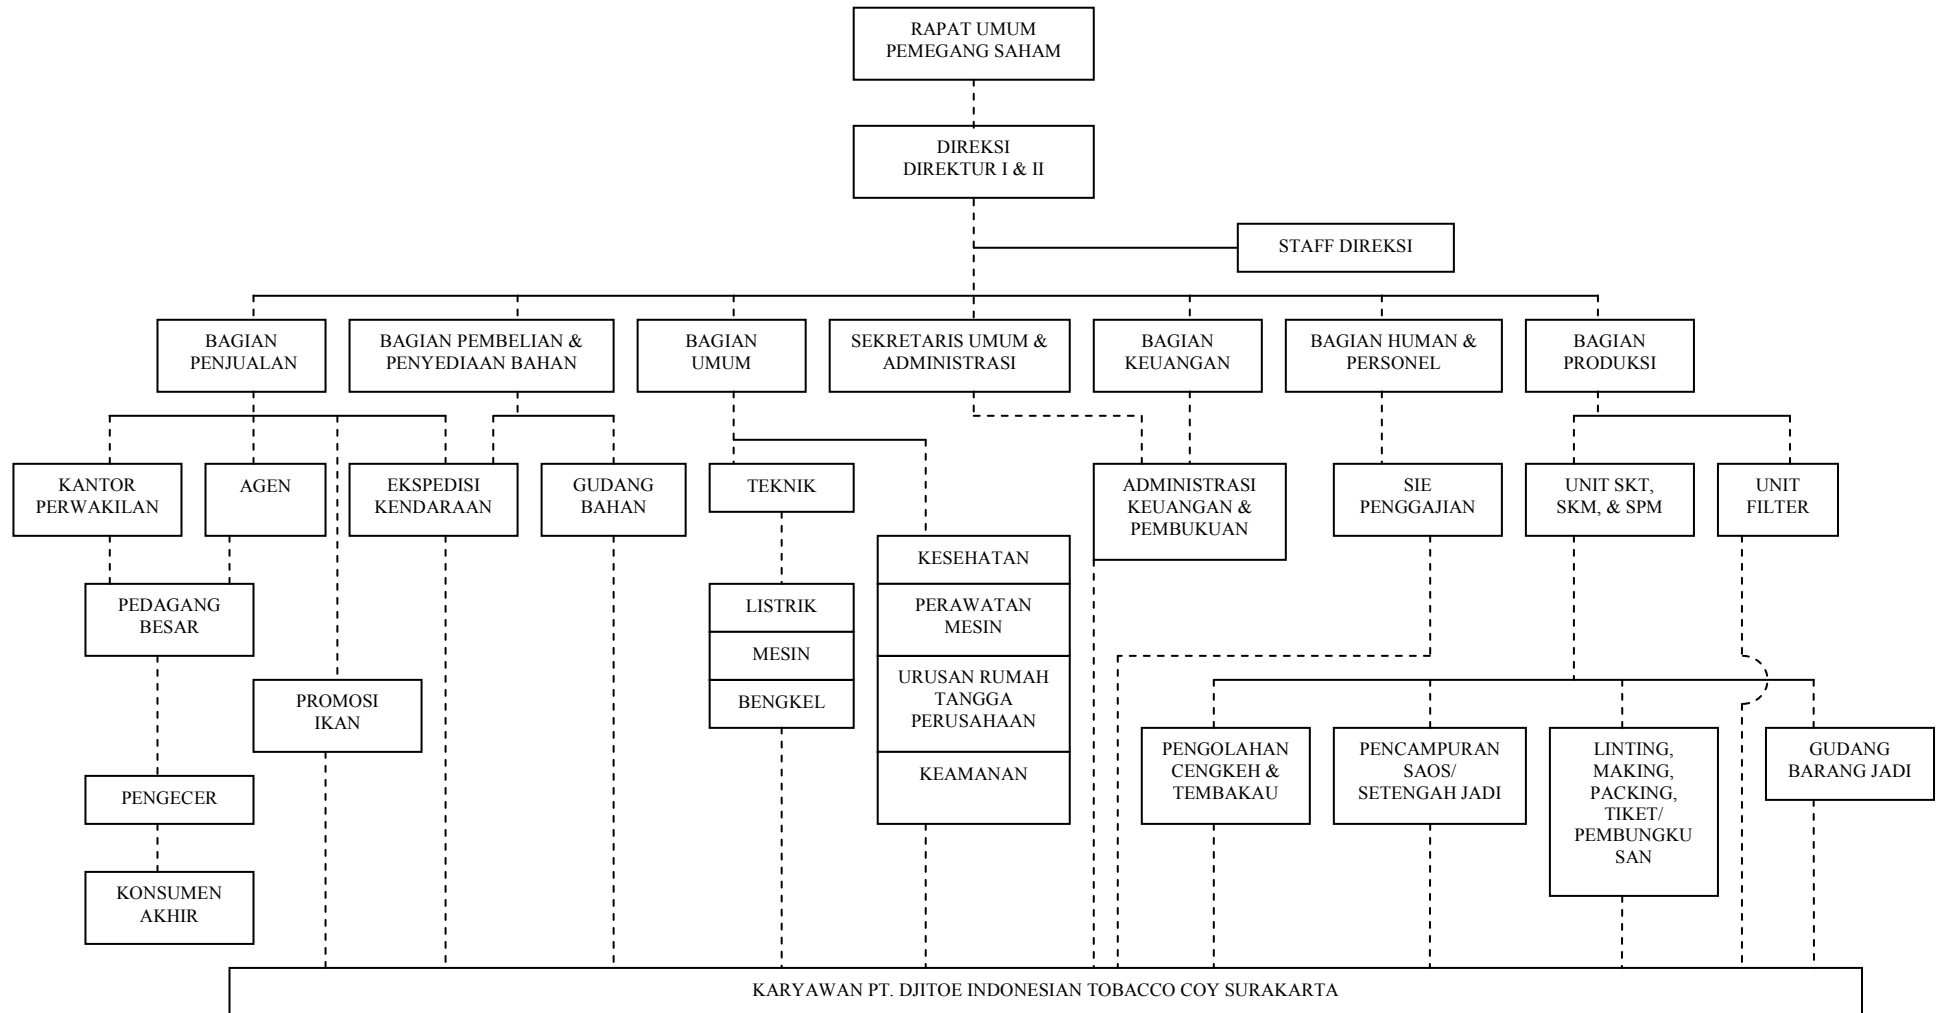 RAPAT UMUM
PEMEGANG SAHAM
DIREKSI
DIREKTUR I & II
STAFF DIREKSI
BAGIAN
PENJUALAN
BAGIAN PEMBELIAN &
PENYEDIAAN BAHAN
BAGIAN
UMUM
SEKRETARIS UMUM &
ADMINISTRASI
BAGIAN
KEUANGAN
BAGIAN HUMAN &
PERSONEL
BAGIAN
PRODUKSI
KANTOR
PERWAKILAN
AGEN
EKSPEDISI
KENDARAAN
GUDANG
BAHAN
TEKNIK
ADMINISTRASI
KEUANGAN &
PEMBUKUAN
SIE
PENGGAJIAN
UNIT SKT,
SKM, & SPM
UNIT
FILTER
PEDAGANG
BESAR
LISTRIK
MESIN
BENGKEL
KESEHATAN
PERAWATAN
MESIN
URUSAN RUMAH
TANGGA
PERUSAHAAN
KEAMANAN
PROMOSI
IKAN
PENGECER
KONSUMEN
AKHIR
PENGOLAHAN
CENGKEH &
TEMBAKAU
PENCAMPURAN
SAOS/
SETENGAH JADI
LINTING,
MAKING,
PACKING,
TIKET/
PEMBUNGKU
SAN
GUDANG
BARANG JADI
KARYAWAN PT. DJITOE INDONESIAN TOBACCO COY SURAKARTA